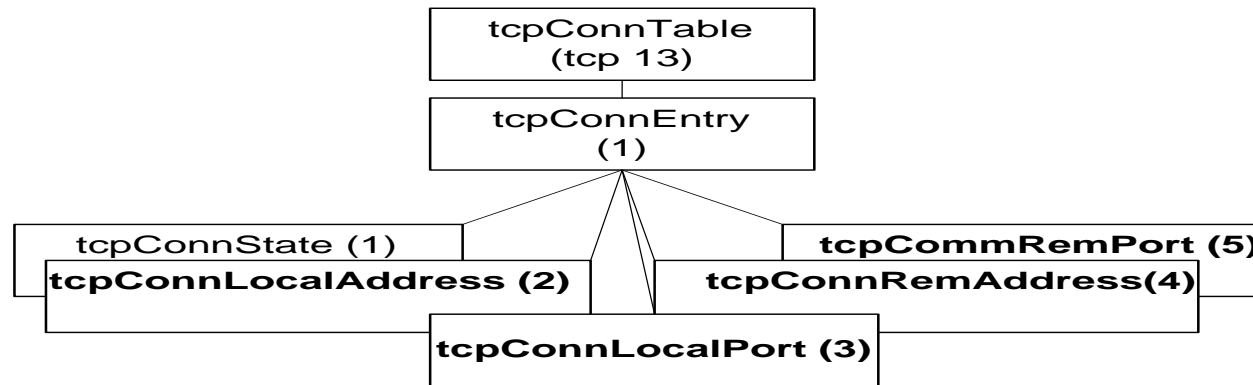 tcpConnTable
(tcp 13)
tcpConnEntry
(1)
tcpConnState (1)
tcpCommRemPort (5)
tcpConnLocalAddress (2)
tcpConnRemAddress(4)
tcpConnLocalPort (3)